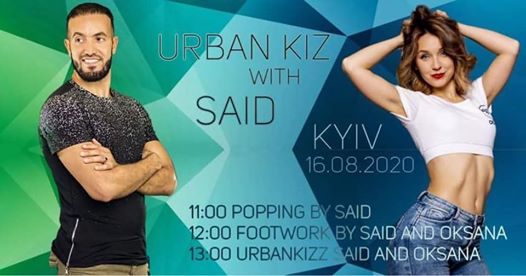 URBAN KIZ
WITH
SAID
KYIV
16.08.2020
11:00 POPPING BY SAID
12:00 FOOTWORK BY SAID AND OKSANA
13:00 URBANKIZZ SAID AND OKSANA